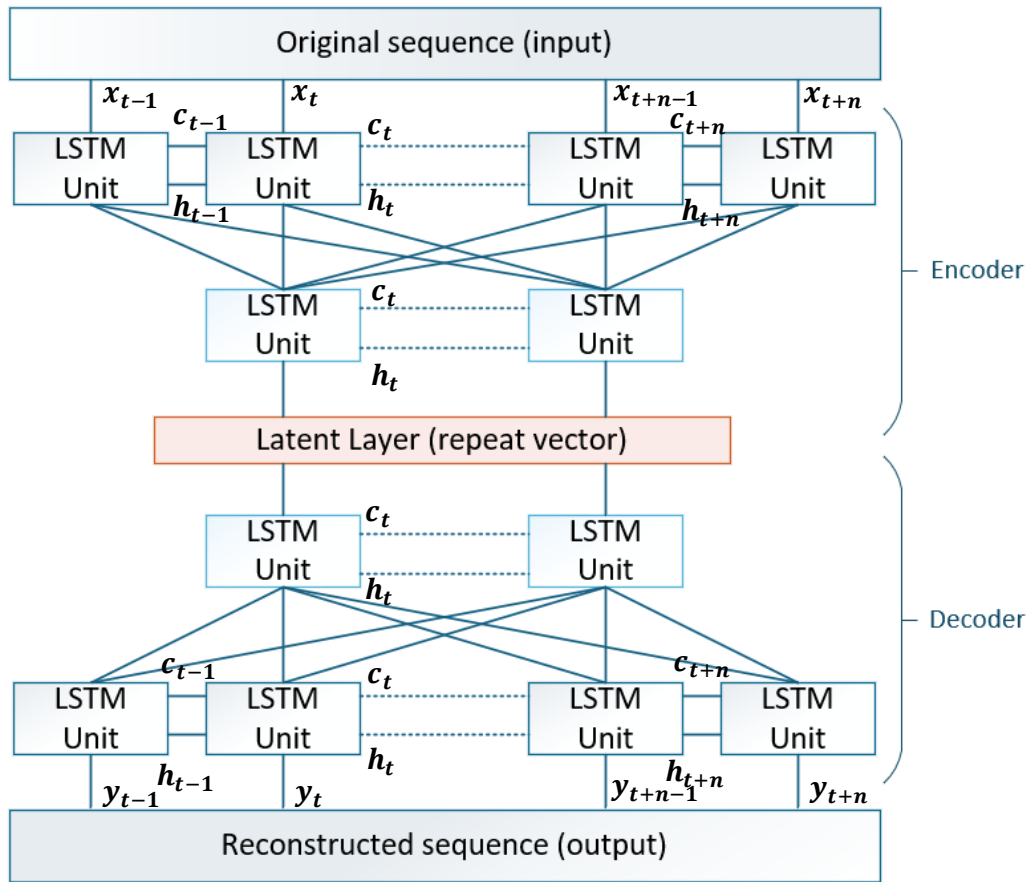 Original sequence (input)
x_{t−1} x_t x_{t+n−1} x_{t+n}
c_{t−1} c_t c_{t+n}
LSTM LSTM LSTM LSTM
Unit Unit Unit Unit
h_{t−1} h_t h_{t+n}
Encoder
c_t
LSTM LSTM
Unit Unit
h_t
Latent Layer (repeat vector)
c_t
LSTM LSTM
Unit Unit
h_t
Decoder
c_{t−1} c_t c_{t+n}
LSTM LSTM LSTM LSTM
Unit Unit Unit Unit
h_{t−1} h_t h_{t+n}
y_{t−1} y_t y_{t+n−1} y_{t+n}
Reconstructed sequence (output)